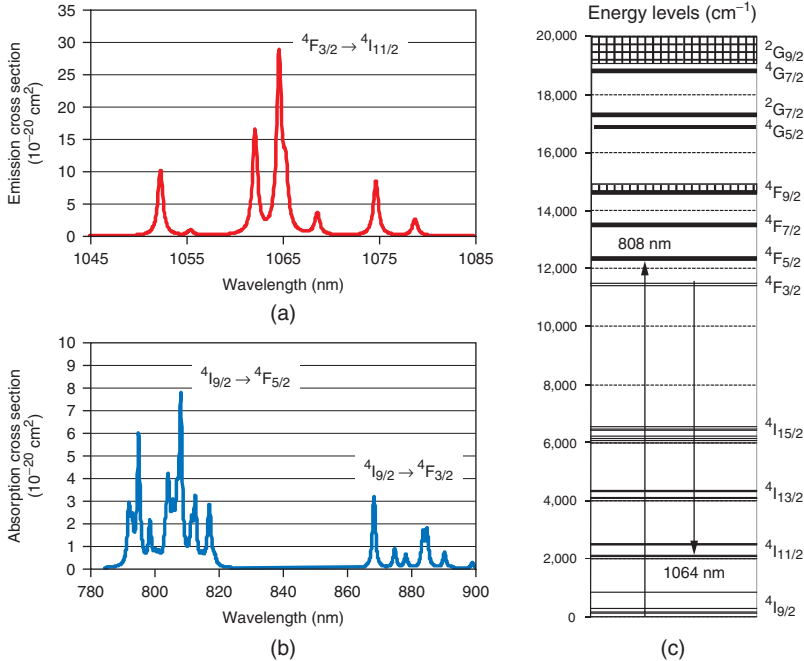 (a)
⁴F₃/₂ → ⁴I₁₁/₂
Emission cross section
(10⁻²⁰ cm²)
35
30
25
20
15
10
5
0
1045 1055 1065 1075 1085
Wavelength (nm)
(a)
10
9
8
7
6
5
4
3
2
1
0
⁴I₉/₂ → ⁴F₅/₂
⁴I₉/₂ → ⁴F₃/₂
Absorption cross section
(10⁻²⁰ cm²)
780 800 820 840 860 880 900
Wavelength (nm)
(b)
Energy levels (cm⁻¹)
20,000
18,000
16,000
14,000
12,000
10,000
8,000
6,000
4,000
2,000
0
²G₉/₂
⁴G₇/₂
²G₇/₂
⁴G₅/₂
⁴F₉/₂
⁴F₇/₂
808 nm
⁴F₅/₂
⁴F₃/₂
⁴I₁₅/₂
⁴I₁₃/₂
⁴I₁₁/₂
1064 nm
⁴I₉/₂
(c)